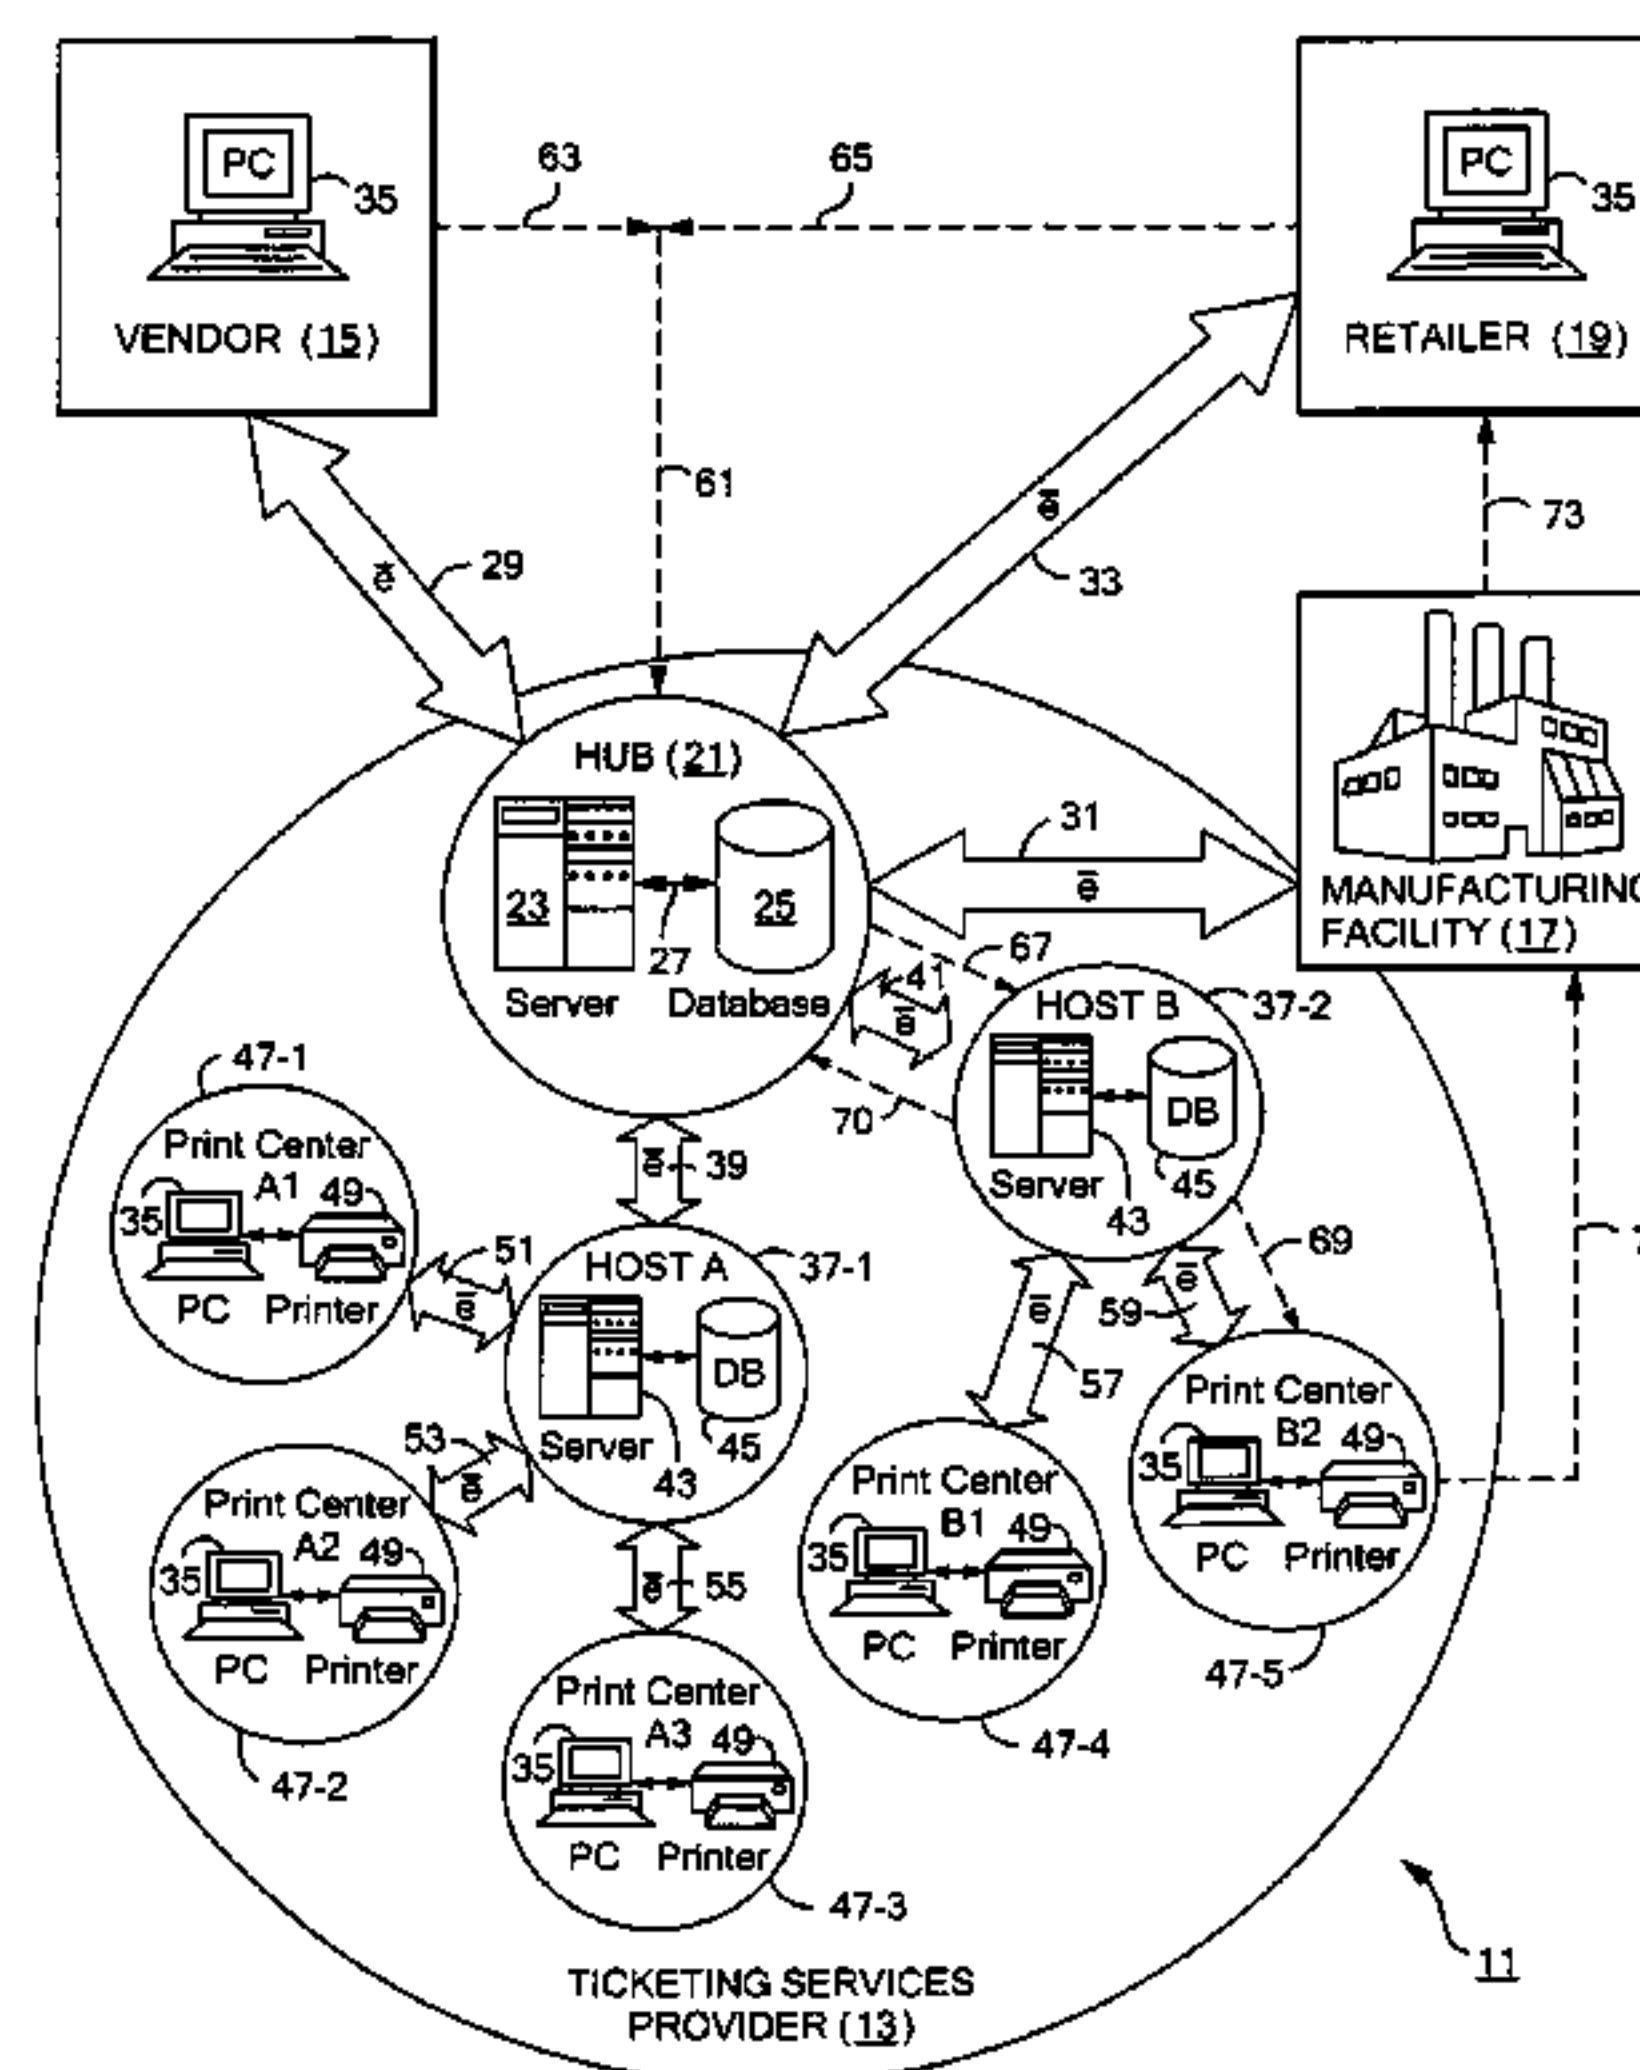 PC
35
VENDOR (15)
63
65
PC
35
RETAILER (19)
61
ē
29
ē
33
73
HUB (21)
23
25
27
Server
Database
31
ē
MANUFACTURING
FACILITY (17)
67
41
ē
70
HOST B
37-2
DB
Server
45
43
47-1
Print Center
A1
35
49
PC
Printer
ē
39
51
ē
HOST A
37-1
DB
Server
45
43
69
ē
59
ē
57
53
ē
Print Center
A2
35
49
PC
Printer
47-2
ē
55
Print Center
B1
35
49
PC
Printer
47-4
Print Center
B2
35
49
PC
Printer
47-5
Print Center
A3
35
49
PC
Printer
47-3
11
TICKETING SERVICES
PROVIDER (13)